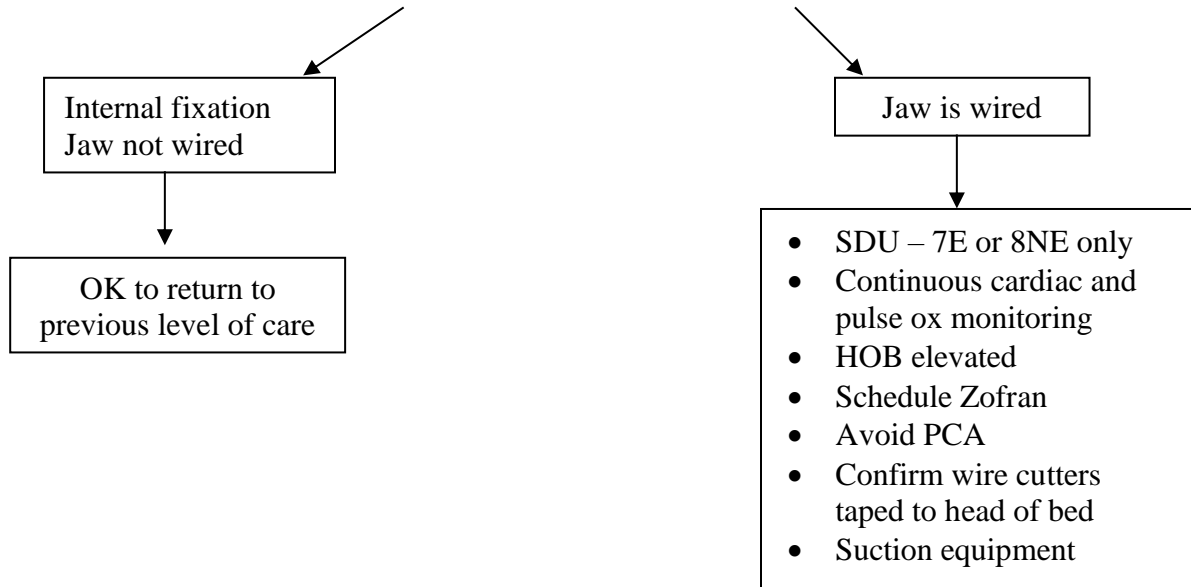 Internal fixation
Jaw not wired
OK to return to
previous level of care
Jaw is wired
• SDU – 7E or 8NE only
• Continuous cardiac and
pulse ox monitoring
• HOB elevated
• Schedule Zofran
• Avoid PCA
• Confirm wire cutters
taped to head of bed
• Suction equipment